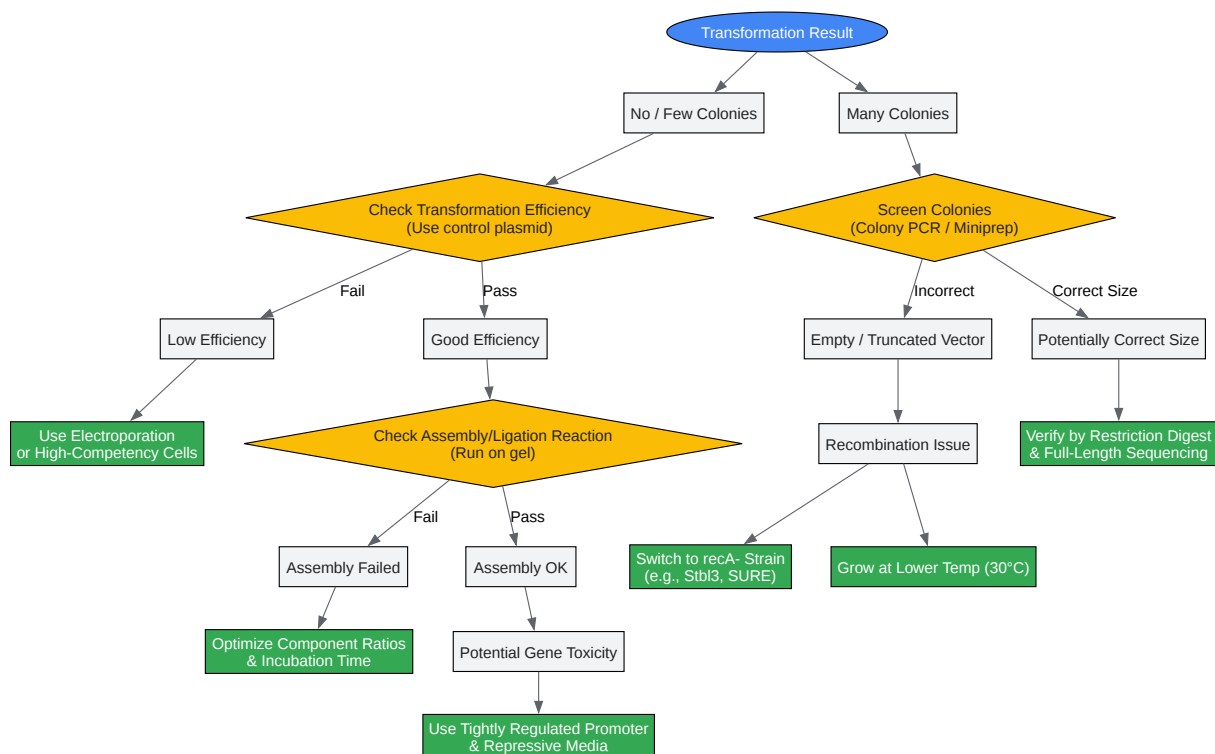 Transformation Result
No / Few Colonies
Many Colonies
Check Transformation Efficiency
(Use control plasmid)
Screen Colonies
(Colony PCR / Miniprep)
Fail
Pass
Incorrect
Correct Size
Low Efficiency
Good Efficiency
Empty / Truncated Vector
Potentially Correct Size
Use Electroporation
or High-Competency Cells
Check Assembly/Ligation Reaction
(Run on gel)
Recombination Issue
Verify by Restriction Digest
& Full-Length Sequencing
Fail
Pass
Assembly Failed
Assembly OK
Switch to recA- Strain
(e.g., Stbl3, SURE)
Grow at Lower Temp (30°C)
Optimize Component Ratios
& Incubation Time
Potential Gene Toxicity
Use Tightly Regulated Promoter
& Repressive Media